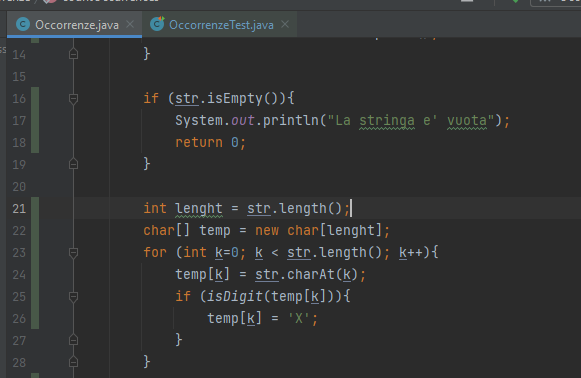 Occorrenze.java
OccorrenzeTest.java
14 }
15
16 if (str.isEmpty()){
17 System.out.println("La stringa e' vuota");
18 return 0;
19 }
20
21 int lenght = str.length();
22 char[] temp = new char[lenght];
23 for (int k=0; k < str.length(); k++){
24 temp[k] = str.charAt(k);
25 if (isDigit(temp[k])){
26 temp[k] = 'X';
27 }
28 }